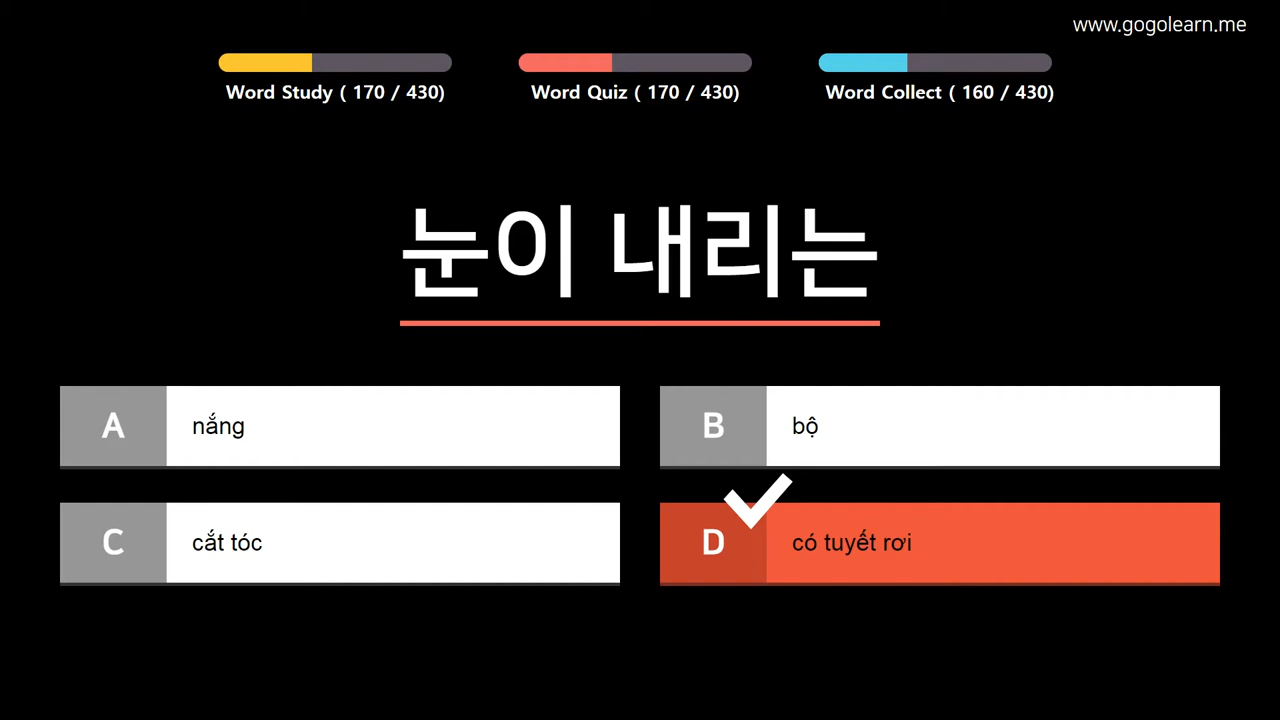 www.gogolearn.me
Word Study ( 170 / 430)
Word Quiz ( 170 / 430)
Word Collect ( 160 / 430)
눈이 내리는
A nắng
B bộ
C cắt tóc
D có tuyết rơi